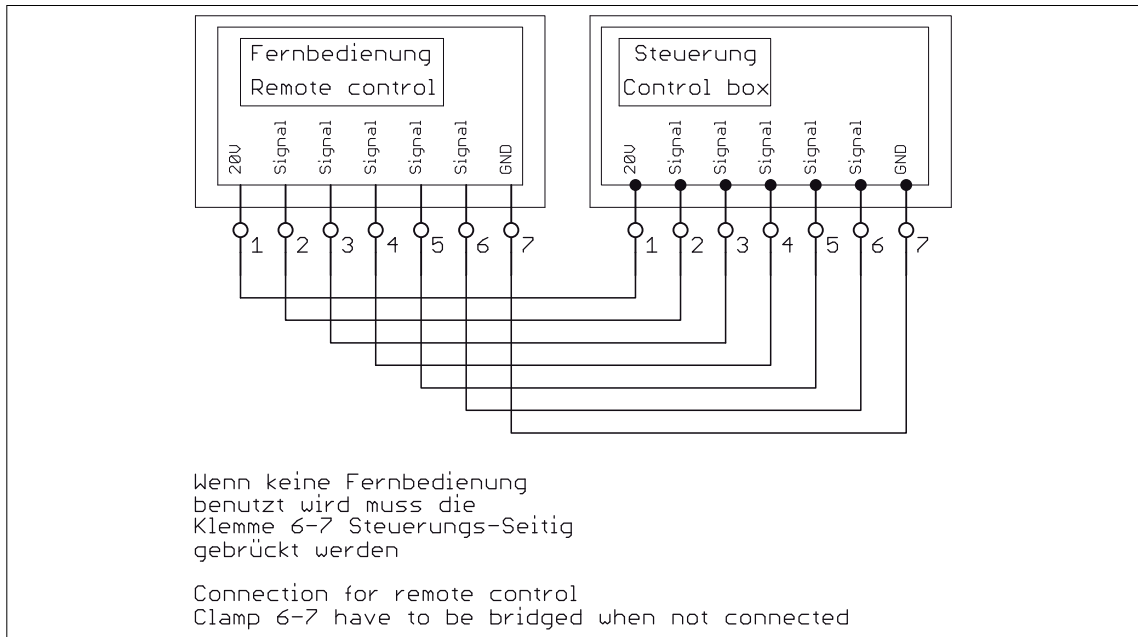 Fernbedienung
Remote control
20V Signal Signal Signal Signal Signal GND
1 2 3 4 5 6 7
Steuerung
Control box
20V Signal Signal Signal Signal Signal GND
1 2 3 4 5 6 7
Wenn keine Fernbedienung
benutzt wird muss die
Klemme 6-7 Steuerungs-Seitig
gebrückt werden
Connection for remote control
Clamp 6-7 have to be bridged when not connected